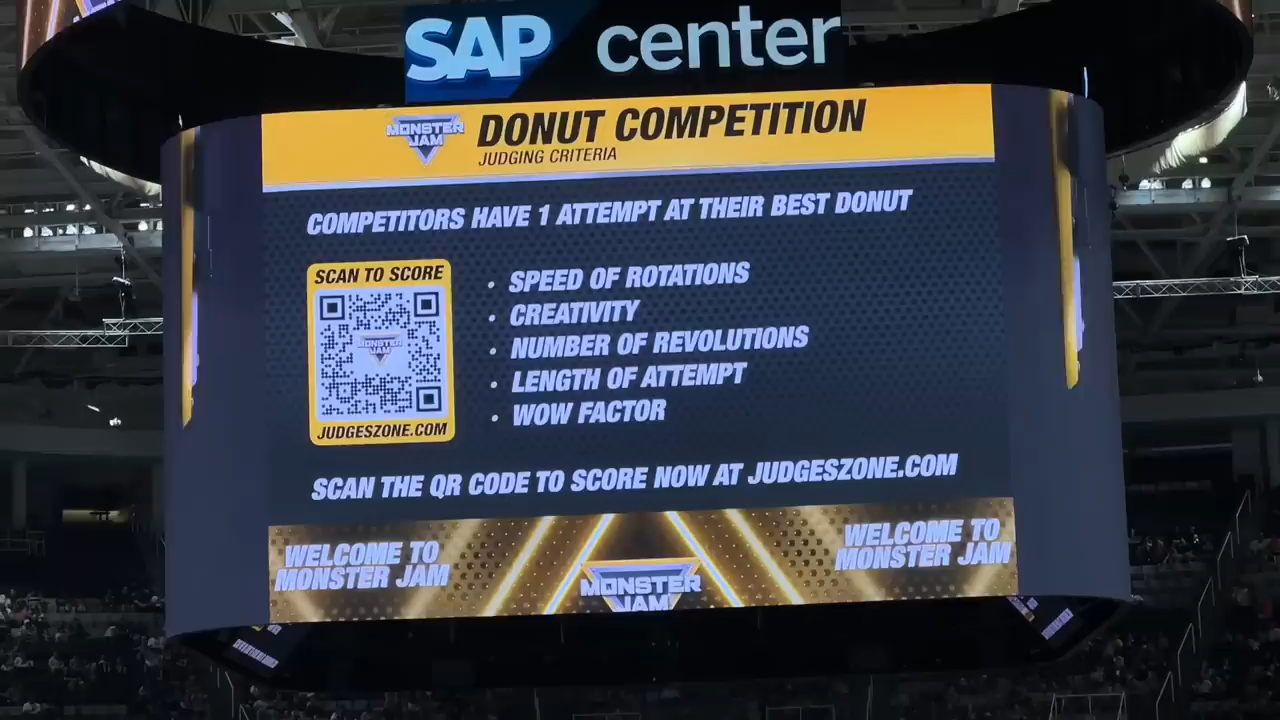 SAP center
MONSTER JAM
DONUT COMPETITION
JUDGING CRITERIA
COMPETITORS HAVE 1 ATTEMPT AT THEIR BEST DONUT
SCAN TO SCORE
MONSTER JAM
JUDGESZONE.COM
• SPEED OF ROTATIONS
• CREATIVITY
• NUMBER OF REVOLUTIONS
• LENGTH OF ATTEMPT
• WOW FACTOR
SCAN THE QR CODE TO SCORE NOW AT JUDGESZONE.COM
WELCOME TO
MONSTER JAM
MONSTER
JAM
WELCOME TO
MONSTER JAM